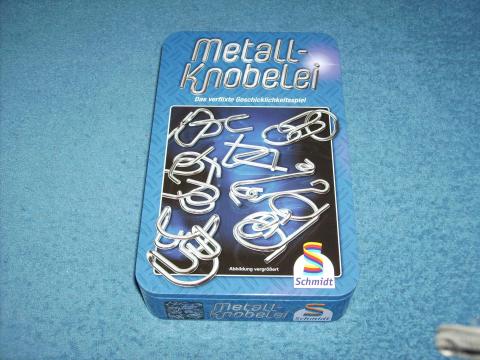 Metall-
Knobelei
Das verflixte Geschicklichkeitsspiel
Abbildung vergrößert
Schmidt
Metall-
Knobelei
Schmidt